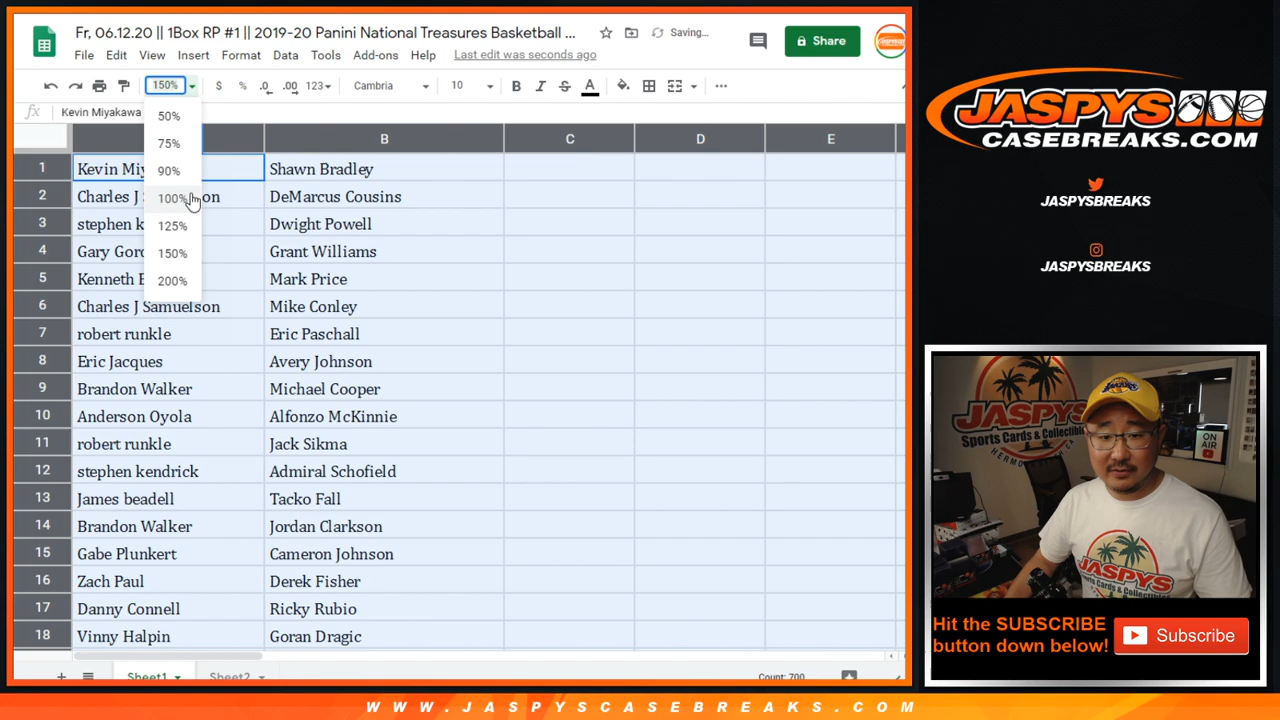 Fr, 06.12.20 || 1Box RP #1 || 2019-20 Panini National Treasures Basketball ...
Saving...
Share
File Edit View Insert Format Data Tools Add-ons Help Last edit was seconds ago
150% $ % .0 .00 123 Cambria 10 B I S A ...
fx Kevin Miyakawa
50%
75%
90%
100%
125%
150%
200%
B C D E
1 Kevin Shawn Bradley
2 Charles J DeMarcus Cousins
3 stephen Dwight Powell
4 Gary Grant Williams
5 Kenneth Mark Price
6 Charles J Samuelson Mike Conley
7 robert runkle Eric Paschall
8 Eric Jacques Avery Johnson
9 Brandon Walker Michael Cooper
10 Anderson Oyola Alfonzo McKinnie
11 robert runkle Jack Sikma
12 stephen kendrick Admiral Schofield
13 James beadell Tacko Fall
14 Brandon Walker Jordan Clarkson
15 Gabe Plunkert Cameron Johnson
16 Zach Paul Derek Fisher
17 Danny Connell Ricky Rubio
18 Vinny Halpin Goran Dragic
+ Sheet1 Sheet2 Count: 700
JASPYS
CASEBREAKS.COM
JASPYSBREAKS
JASPYSBREAKS
JASPYS
Sports Cards & Collectibles
ON AIR
JASPYS
Hit the SUBSCRIBE
button down below!
Subscribe
WWW.JASPYSCASEBREAKS.COM